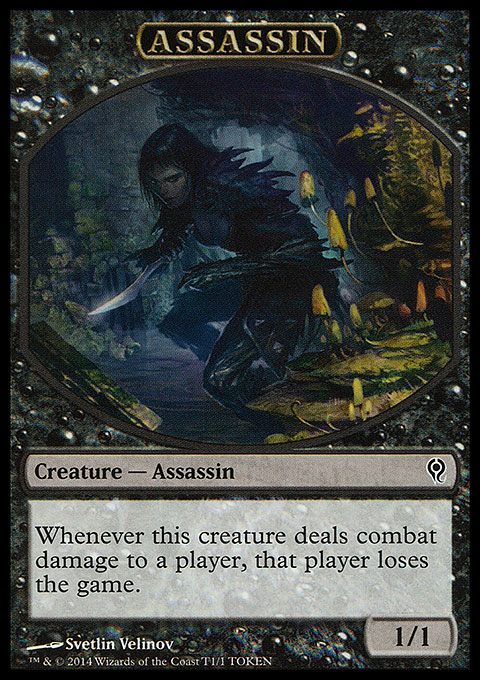 ASSASSIN
Creature — Assassin
Whenever this creature deals combat
damage to a player, that player loses
the game.
1/1
Svetlin Velinov
™ & © 2014 Wizards of the Coast T1/1 TOKEN